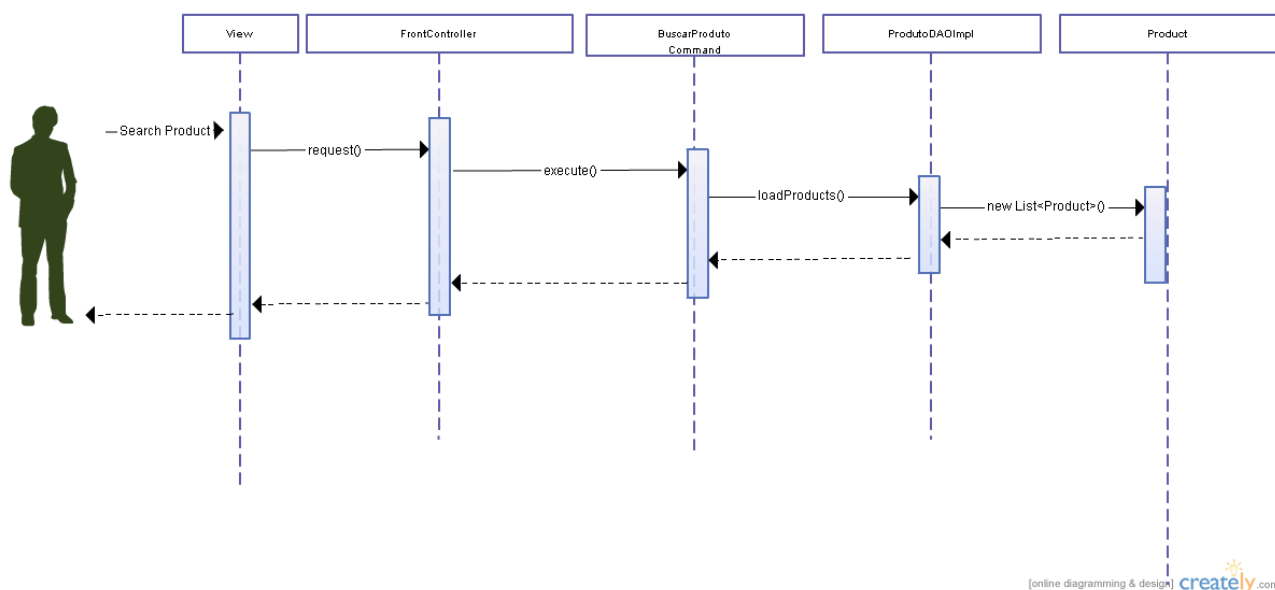 View
FrontController
BuscarProduto
Command
ProdutoDAOImpl
Product
Search Product
request()
execute()
loadProducts()
new List<Product>()
[online diagramming & design] creately.com